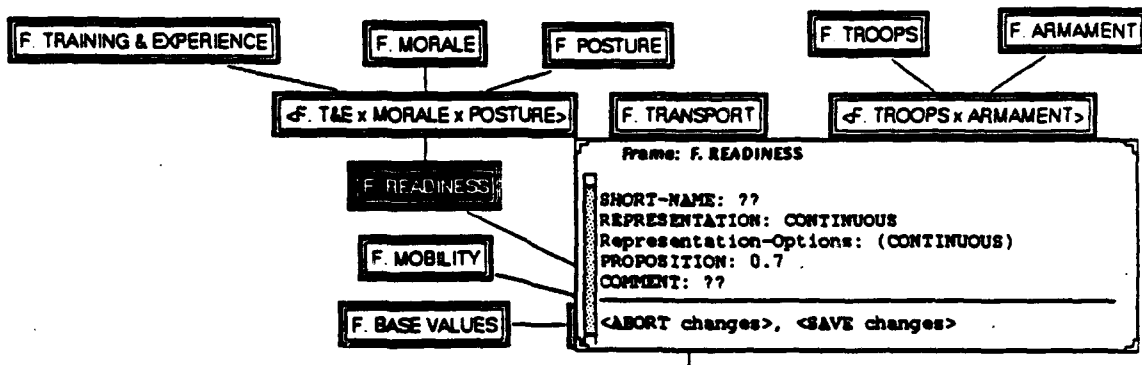 F. TRAINING & EXPERIENCE
F. MORALE
F POSTURE
F. TROOPS
F. ARMAMENT
<F. T&E x MORALE x POSTURE>
F. TRANSPORT
<F. TROOPS x ARMAMENT>
F. READINESS
F. MOBILITY
F. BASE VALUES
Frame: F. READINESS
SHORT-NAME: ??
REPRESENTATION: CONTINUOUS
Representation-Options: (CONTINUOUS)
PROPOSITION: 0.7
COMMENT: ??
<ABORT changes>, <SAVE changes>